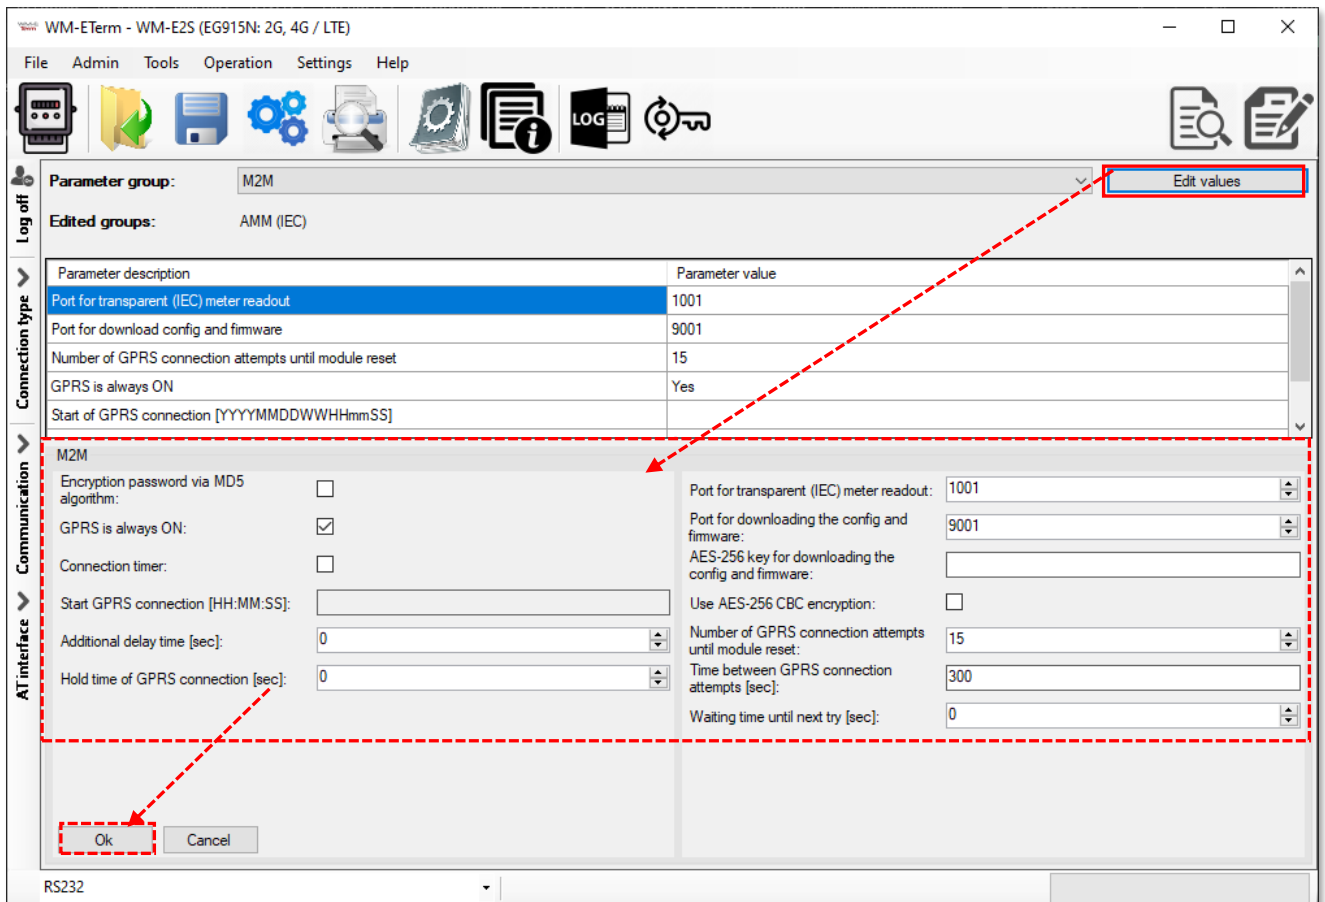 WM-ETerm - WM-E2S (EG915N: 2G, 4G / LTE)
File Admin Tools Operation Settings Help
LOG
Log off
Connection type
Communication
AT interface
Parameter group: M2M Edit values
Edited groups: AMM (IEC)
Parameter description Parameter value
Port for transparent (IEC) meter readout 1001
Port for download config and firmware 9001
Number of GPRS connection attempts until module reset 15
GPRS is always ON Yes
Start of GPRS connection [YYYYMMDDWWHHmmSS]
M2M
Encryption password via MD5
algorithm:
GPRS is always ON:
Connection timer:
Start GPRS connection [HH:MM:SS]:
Additional delay time [sec]: 0
Hold time of GPRS connection [sec]: 0
Port for transparent (IEC) meter readout: 1001
Port for downloading the config and
firmware: 9001
AES-256 key for downloading the
config and firmware:
Use AES-256 CBC encryption:
Number of GPRS connection attempts
until module reset: 15
Time between GPRS connection
attempts [sec]: 300
Waiting time until next try [sec]: 0
Ok Cancel
RS232